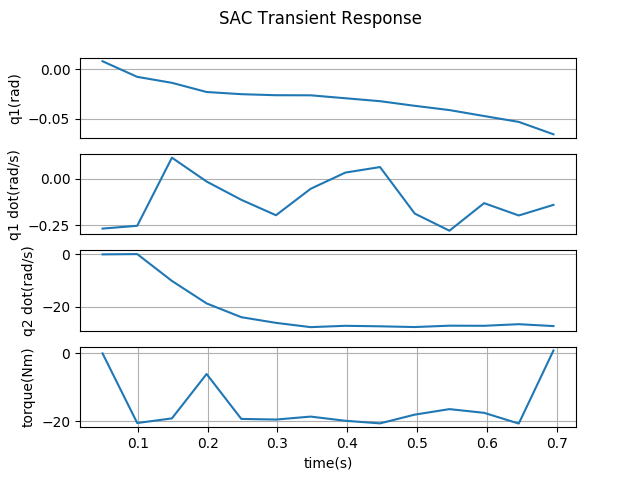 SAC Transient Response
q1(rad)
0.00
−0.05
q1 dot(rad/s)
0.00
−0.25
q2 dot(rad/s)
0
−20
torque(Nm)
0
−20
0.1 0.2 0.3 0.4 0.5 0.6 0.7
time(s)